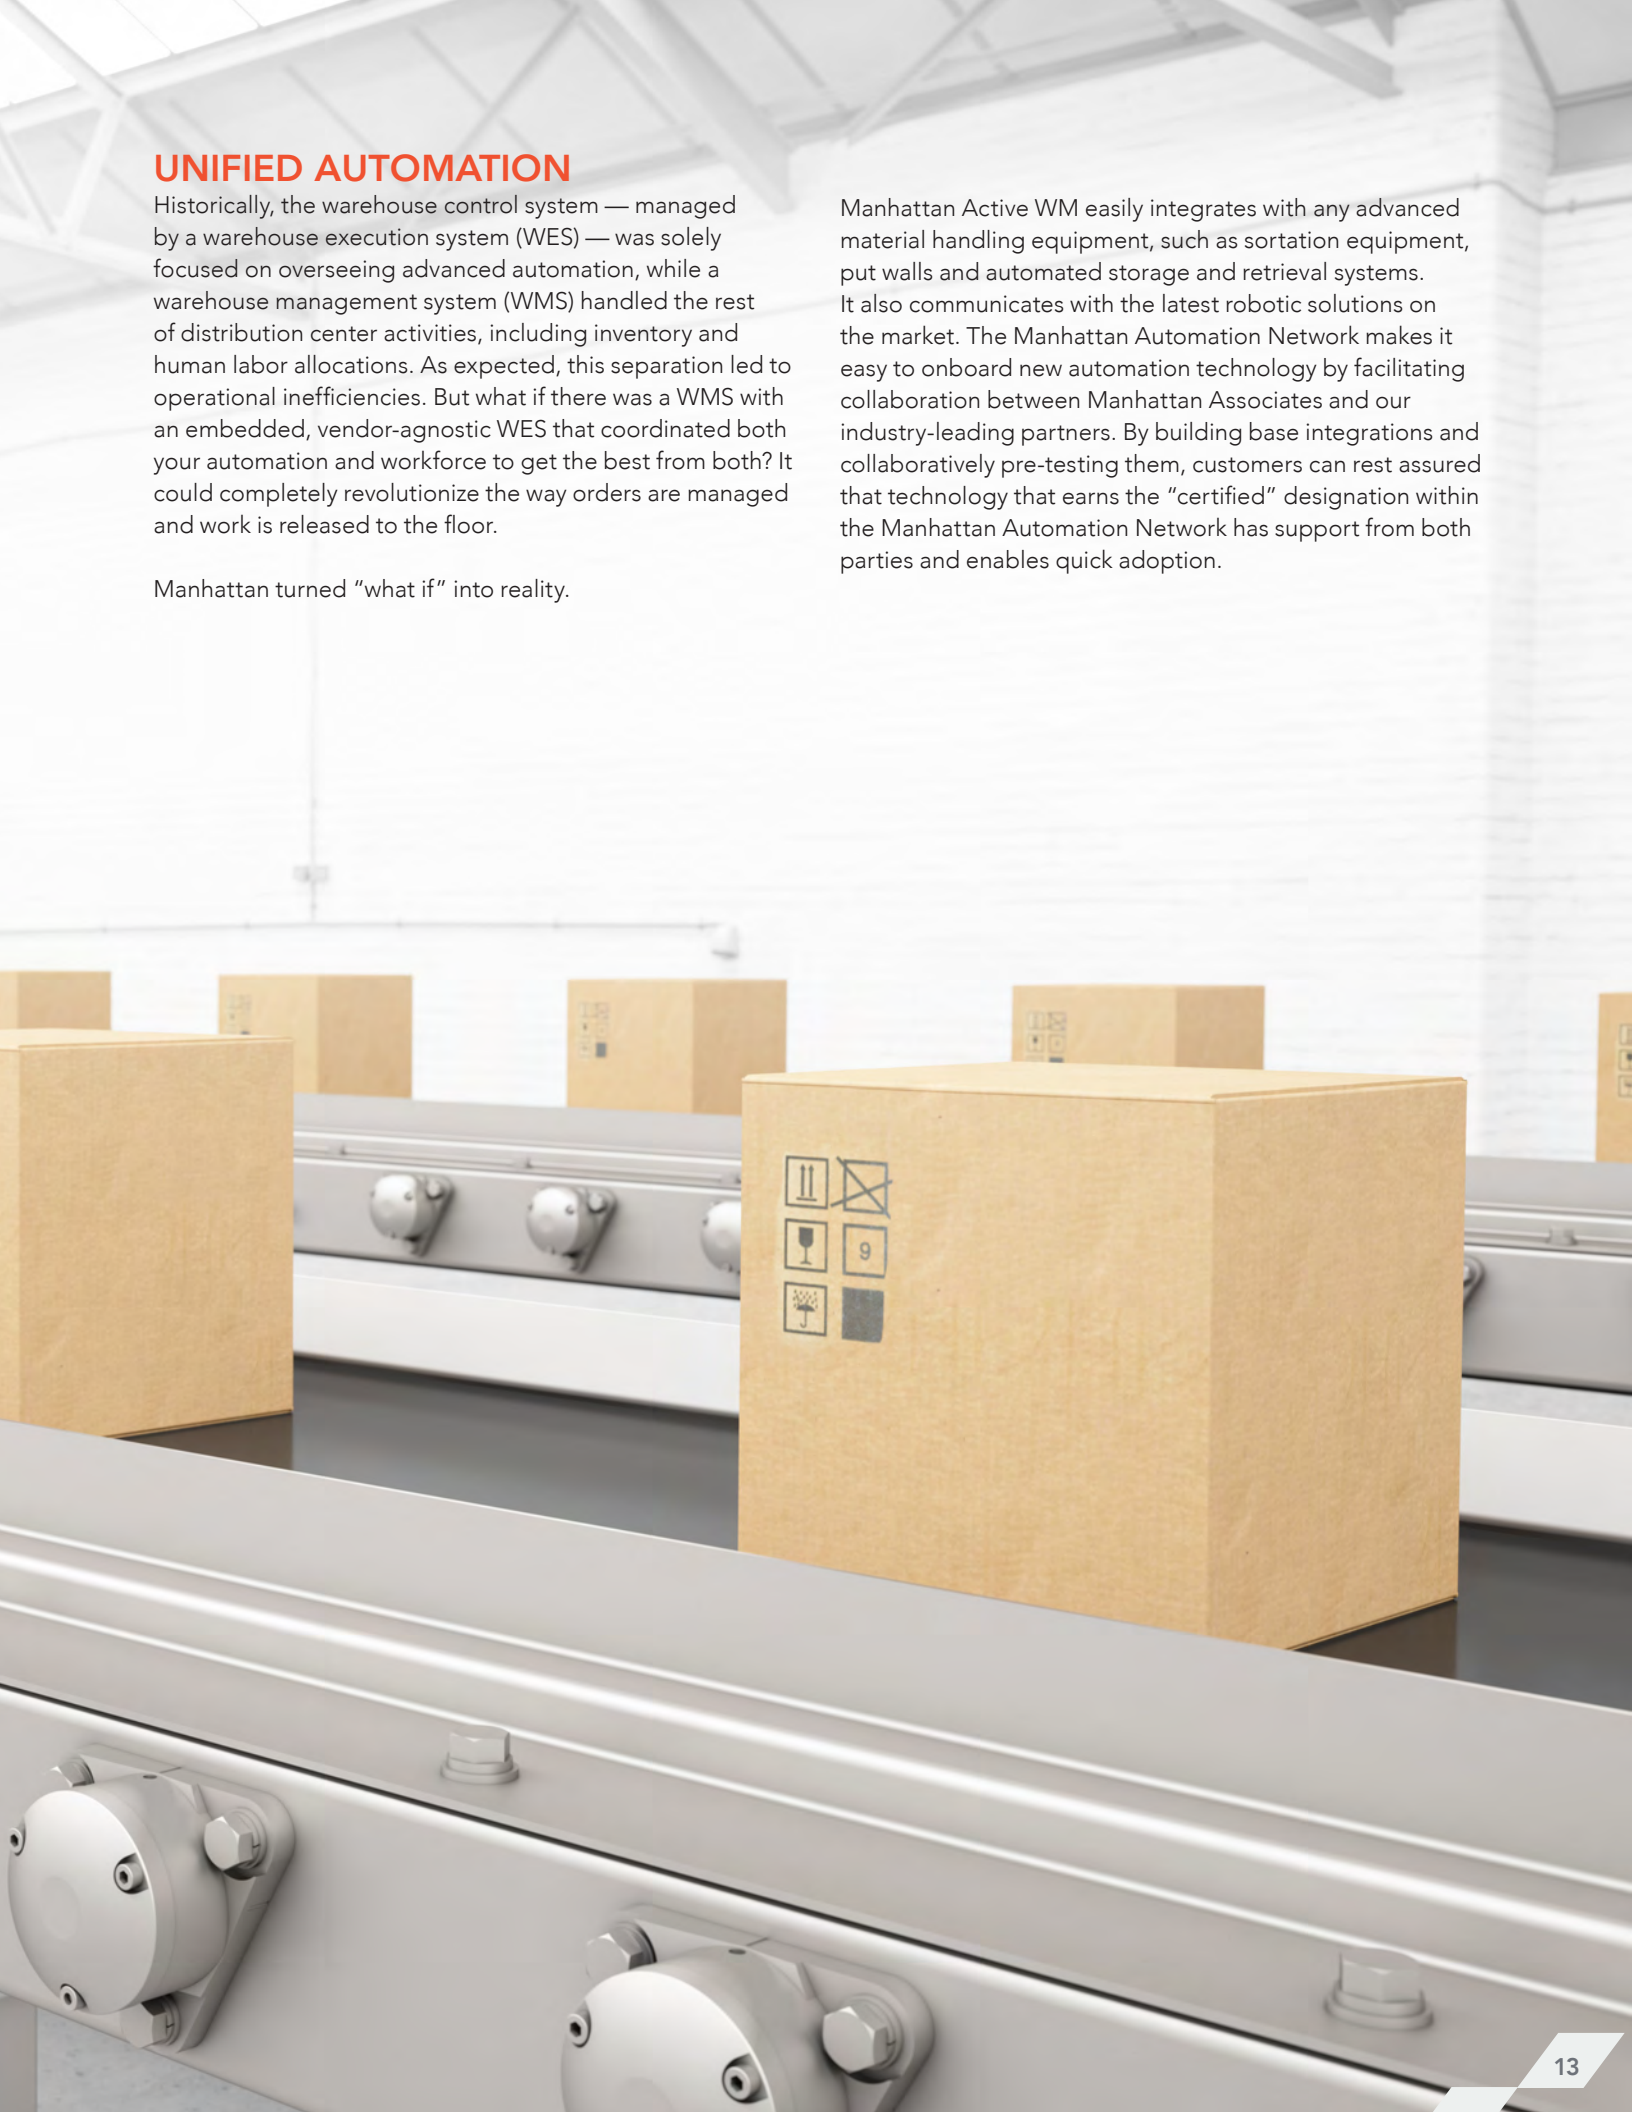 UNIFIED AUTOMATION
Historically, the warehouse control system — managed
by a warehouse execution system (WES) — was solely
focused on overseeing advanced automation, while a
warehouse management system (WMS) handled the rest
of distribution center activities, including inventory and
human labor allocations. As expected, this separation led to
operational inefficiencies. But what if there was a WMS with
an embedded, vendor-agnostic WES that coordinated both
your automation and workforce to get the best from both? It
could completely revolutionize the way orders are managed
and work is released to the floor.
Manhattan turned “what if” into reality.
Manhattan Active WM easily integrates with any advanced
material handling equipment, such as sortation equipment,
put walls and automated storage and retrieval systems.
It also communicates with the latest robotic solutions on
the market. The Manhattan Automation Network makes it
easy to onboard new automation technology by facilitating
collaboration between Manhattan Associates and our
industry-leading partners. By building base integrations and
collaboratively pre-testing them, customers can rest assured
that technology that earns the “certified” designation within
the Manhattan Automation Network has support from both
parties and enables quick adoption.
9
13